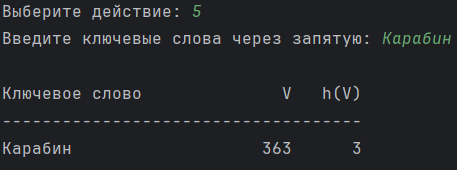 Выберите действие: 5
Введите ключевые слова через запятую: Карабин
Ключевое слово V h(V)
------------------------------------
Карабин 363 3